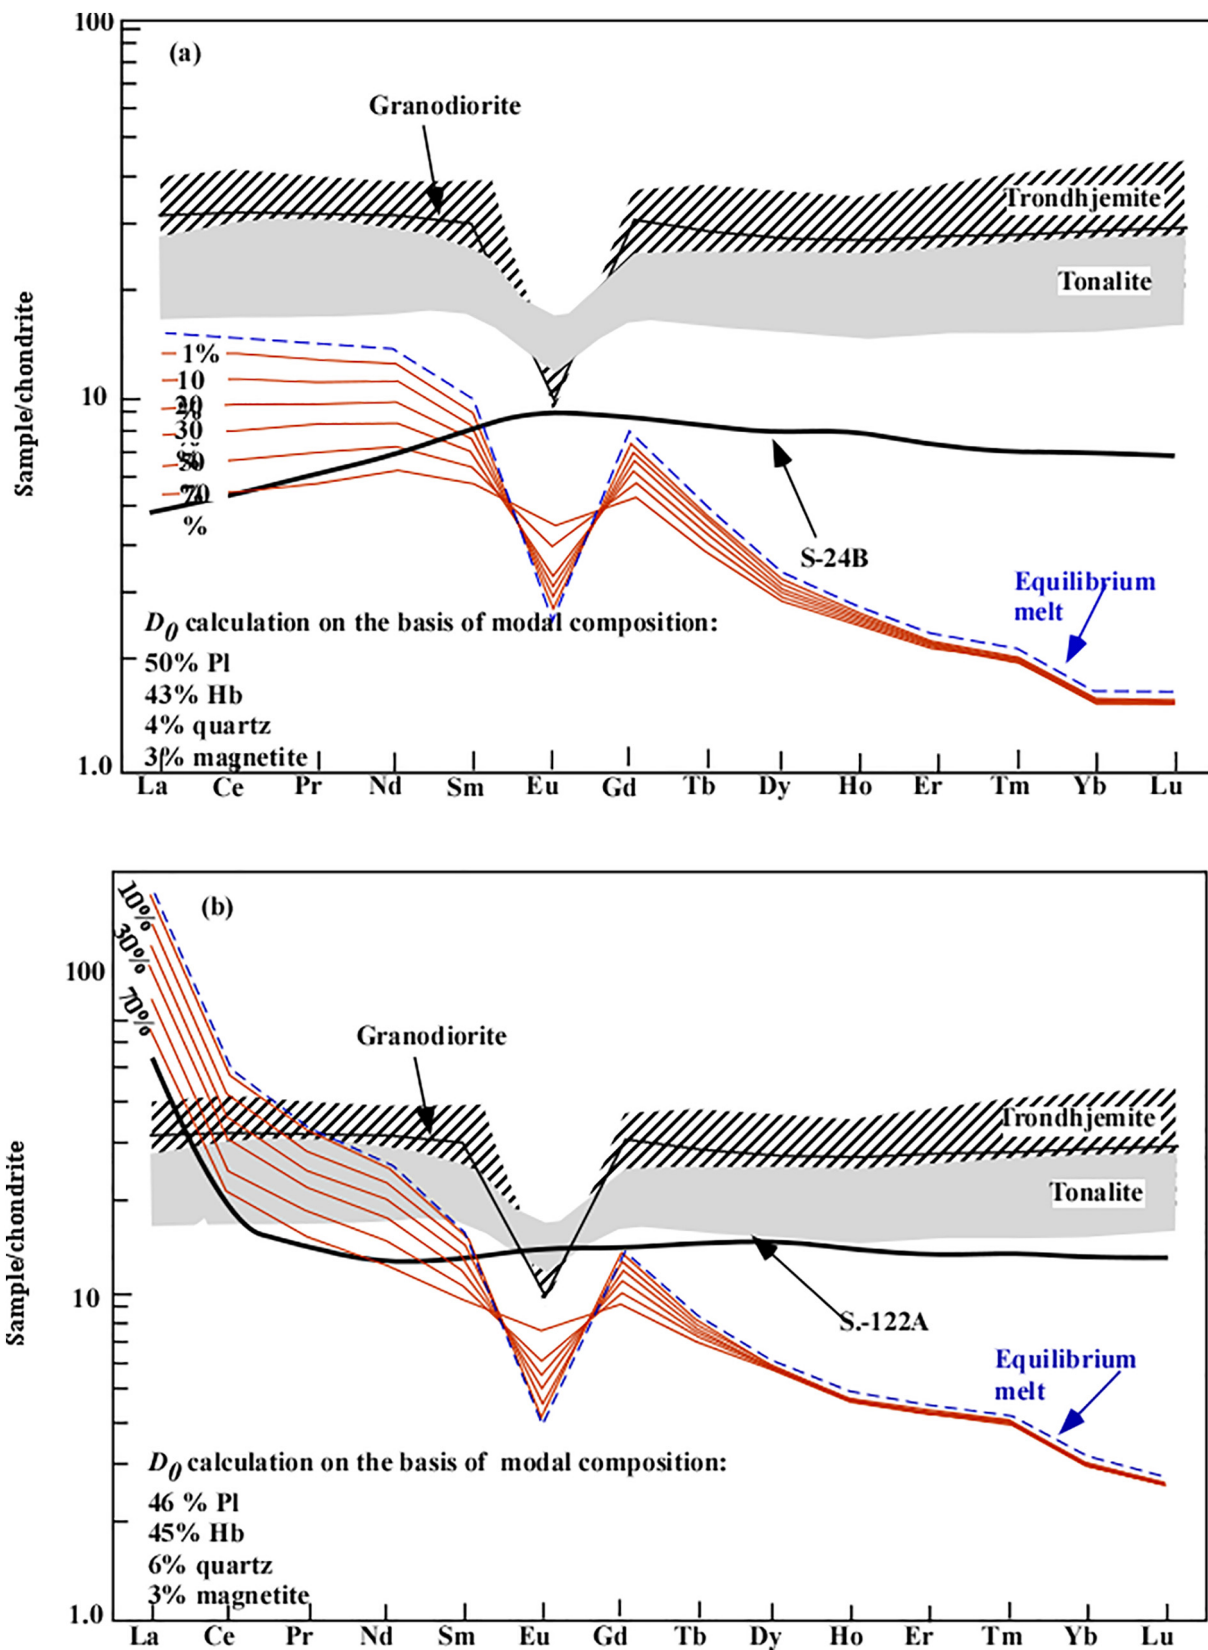 100
(a)
Granodiorite
Trondhjemite
Tonalite
Sample/chondrite
1%
10
10
20
%
30
50
70
%
S-24B
Equilibrium
melt
D0 calculation on the basis of modal composition:
50% Pl
43% Hb
4% quartz
3% magnetite
1.0
La Ce Pr Nd Sm Eu Gd Tb Dy Ho Er Tm Yb Lu
(b)
10%
30%
70%
100
Granodiorite
Trondhjemite
Tonalite
Sample/chondrite
10
S.-122A
Equilibrium
melt
D0 calculation on the basis of modal composition:
46 % Pl
45% Hb
6% quartz
3% magnetite
1.0
La Ce Pr Nd Sm Eu Gd Tb Dy Ho Er Tm Yb Lu